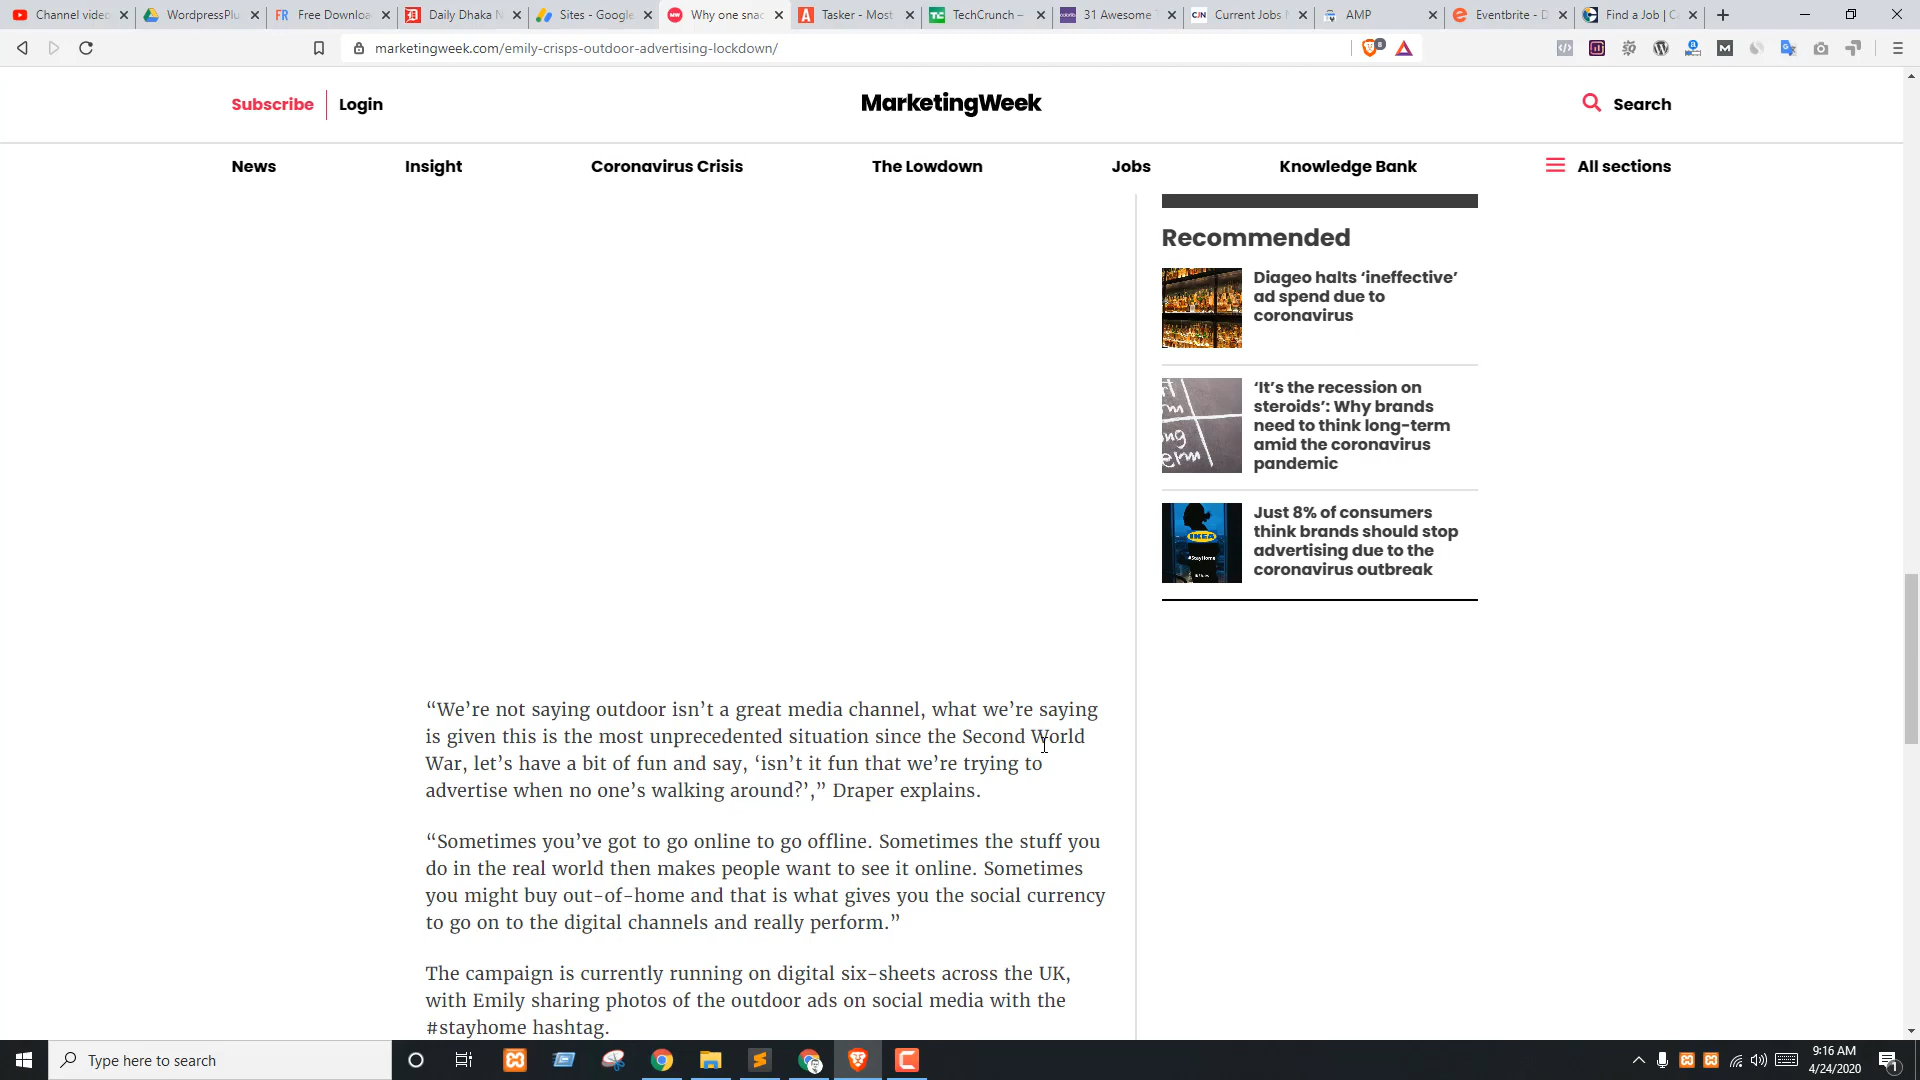 Channel video
WordpressPlu
Free Downloa
Daily Dhaka N
Sites - Google
Why one snac
Tasker - Most
TechCrunch –
31 Awesome
Current Jobs
AMP
Eventbrite - D
Find a Job | C
marketingweek.com/emily-crisps-outdoor-advertising-lockdown/
8
Subscribe
Login
MarketingWeek
Search
News
Insight
Coronavirus Crisis
The Lowdown
Jobs
Knowledge Bank
All sections
Recommended
Diageo halts ‘ineffective’
ad spend due to
coronavirus
‘It’s the recession on
steroids’: Why brands
need to think long-term
amid the coronavirus
pandemic
IKEA
#StayHome
Just 8% of consumers
think brands should stop
advertising due to the
coronavirus outbreak
“We’re not saying outdoor isn’t a great media channel, what we’re saying
is given this is the most unprecedented situation since the Second World
War, let’s have a bit of fun and say, ‘isn’t it fun that we’re trying to
advertise when no one’s walking around?’,” Draper explains.
“Sometimes you’ve got to go online to go offline. Sometimes the stuff you
do in the real world then makes people want to see it online. Sometimes
you might buy out-of-home and that is what gives you the social currency
to go on to the digital channels and really perform.”
The campaign is currently running on digital six-sheets across the UK,
with Emily sharing photos of the outdoor ads on social media with the
#stayhome hashtag.
Type here to search
9:16 AM
4/24/2020
1